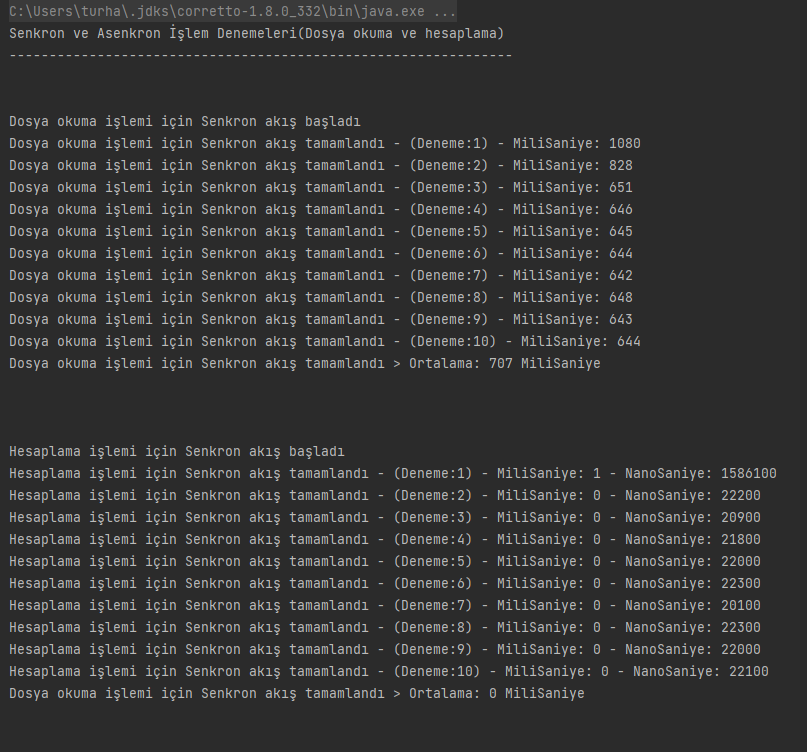 C:\Users\turha\.jdks\corretto-1.8.0_332\bin\java.exe ...
Senkron ve Asenkron İşlem Denemeleri(Dosya okuma ve hesaplama)
---------------------------------------------------------------
Dosya okuma işlemi için Senkron akış başladı
Dosya okuma işlemi için Senkron akış tamamlandı - (Deneme:1) - MiliSaniye: 1080
Dosya okuma işlemi için Senkron akış tamamlandı - (Deneme:2) - MiliSaniye: 828
Dosya okuma işlemi için Senkron akış tamamlandı - (Deneme:3) - MiliSaniye: 651
Dosya okuma işlemi için Senkron akış tamamlandı - (Deneme:4) - MiliSaniye: 646
Dosya okuma işlemi için Senkron akış tamamlandı - (Deneme:5) - MiliSaniye: 645
Dosya okuma işlemi için Senkron akış tamamlandı - (Deneme:6) - MiliSaniye: 644
Dosya okuma işlemi için Senkron akış tamamlandı - (Deneme:7) - MiliSaniye: 642
Dosya okuma işlemi için Senkron akış tamamlandı - (Deneme:8) - MiliSaniye: 648
Dosya okuma işlemi için Senkron akış tamamlandı - (Deneme:9) - MiliSaniye: 643
Dosya okuma işlemi için Senkron akış tamamlandı - (Deneme:10) - MiliSaniye: 644
Dosya okuma işlemi için Senkron akış tamamlandı > Ortalama: 707 MiliSaniye
Hesaplama işlemi için Senkron akış başladı
Hesaplama işlemi için Senkron akış tamamlandı - (Deneme:1) - MiliSaniye: 1 - NanoSaniye: 1586100
Hesaplama işlemi için Senkron akış tamamlandı - (Deneme:2) - MiliSaniye: 0 - NanoSaniye: 22200
Hesaplama işlemi için Senkron akış tamamlandı - (Deneme:3) - MiliSaniye: 0 - NanoSaniye: 20900
Hesaplama işlemi için Senkron akış tamamlandı - (Deneme:4) - MiliSaniye: 0 - NanoSaniye: 21800
Hesaplama işlemi için Senkron akış tamamlandı - (Deneme:5) - MiliSaniye: 0 - NanoSaniye: 22000
Hesaplama işlemi için Senkron akış tamamlandı - (Deneme:6) - MiliSaniye: 0 - NanoSaniye: 22300
Hesaplama işlemi için Senkron akış tamamlandı - (Deneme:7) - MiliSaniye: 0 - NanoSaniye: 20100
Hesaplama işlemi için Senkron akış tamamlandı - (Deneme:8) - MiliSaniye: 0 - NanoSaniye: 22300
Hesaplama işlemi için Senkron akış tamamlandı - (Deneme:9) - MiliSaniye: 0 - NanoSaniye: 22000
Hesaplama işlemi için Senkron akış tamamlandı - (Deneme:10) - MiliSaniye: 0 - NanoSaniye: 22100
Dosya okuma işlemi için Senkron akış tamamlandı > Ortalama: 0 MiliSaniye